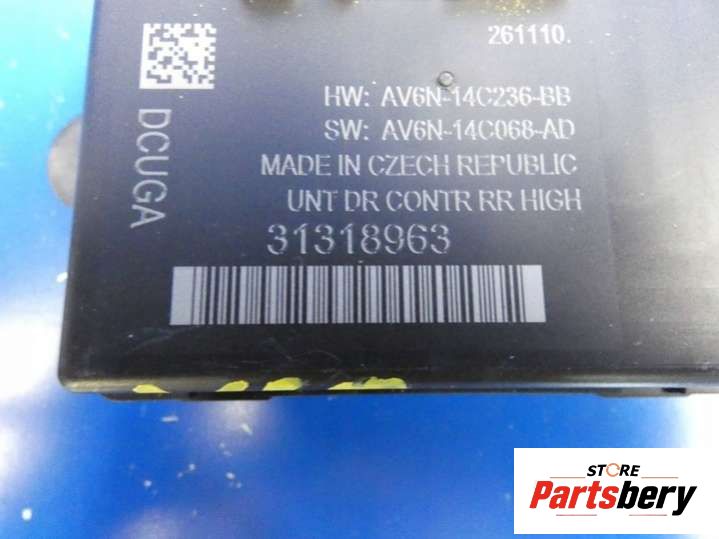 261110.
HW: AV6N-14C236-BB
SW: AV6N-14C068-AD
MADE IN CZECH REPUBLIC
UNT DR CONTR RR HIGH
31318963
DCUGA
STORE
Partsbery